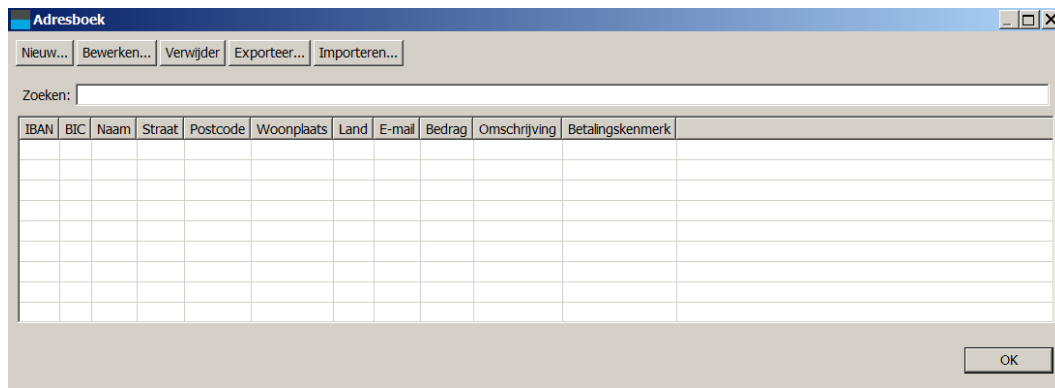 Adresboek
Nieuw... Bewerken... Verwijder Exporteer... Importeren...
Zoeken:
IBAN BIC Naam Straat Postcode Woonplaats Land E-mail Bedrag Omschrijving Betalingskenmerk
OK